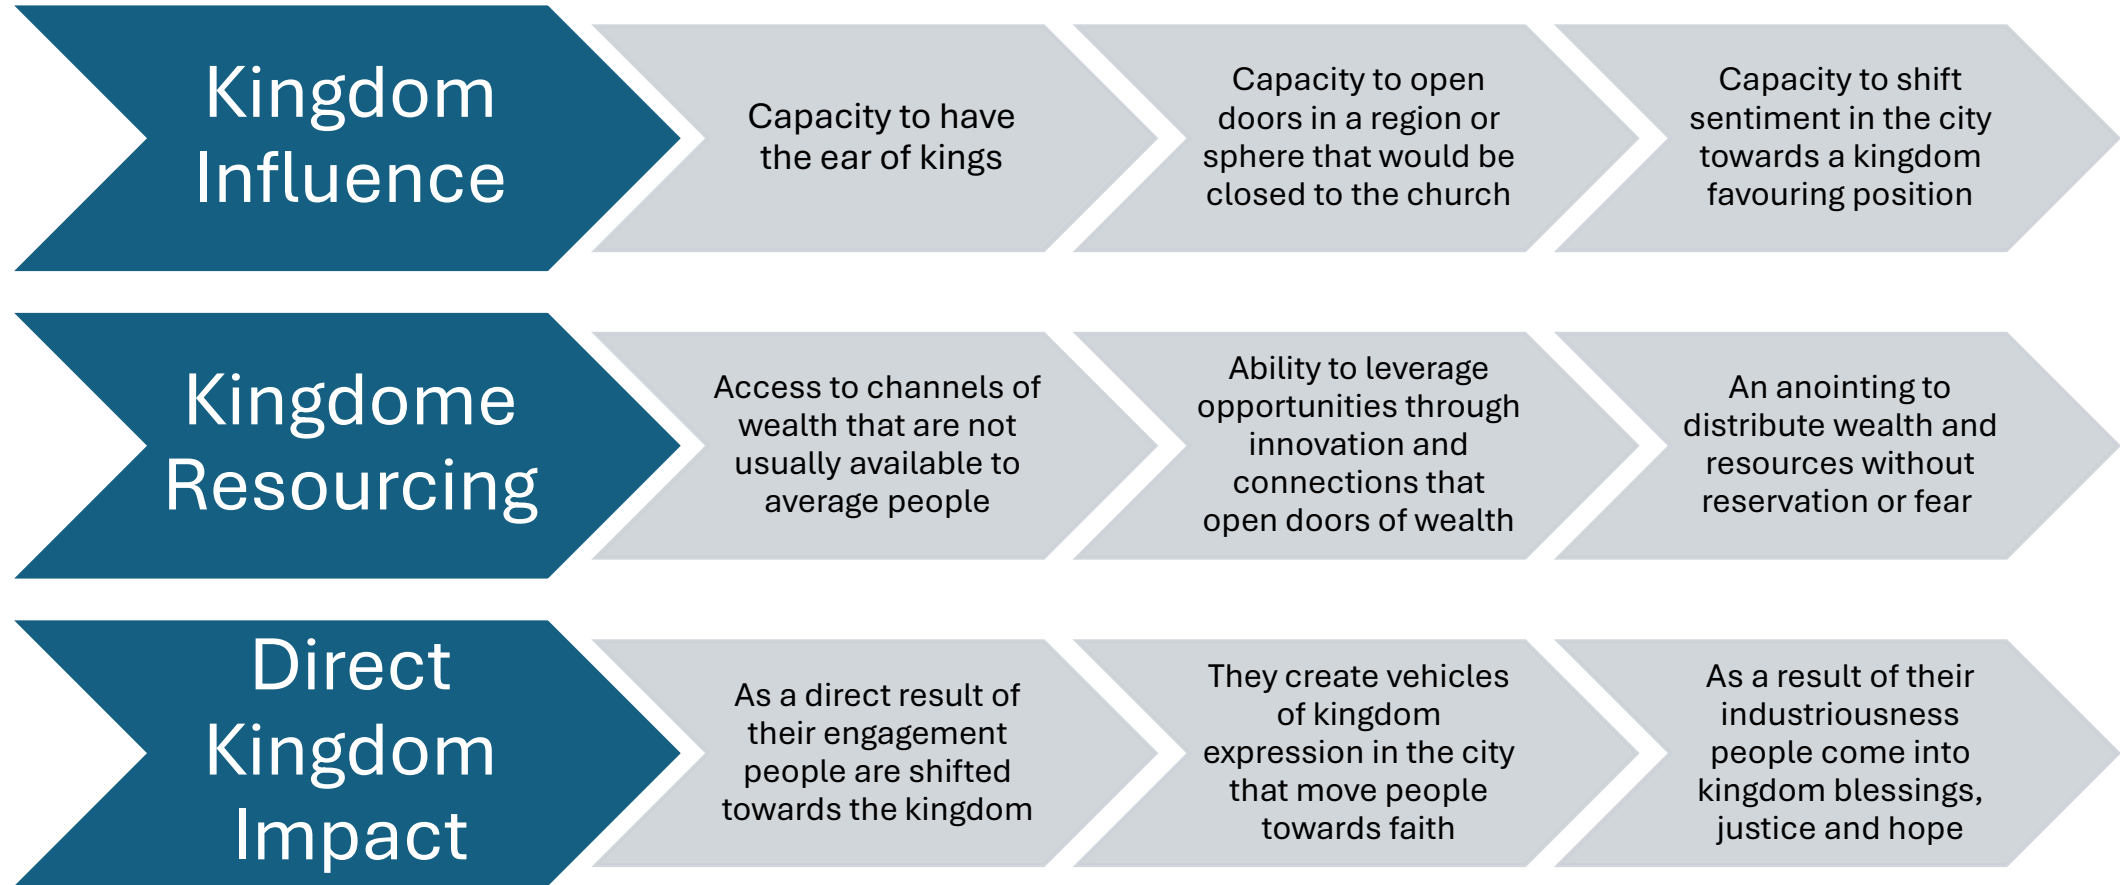 Kingdom
Influence
Capacity to have
the ear of kings
Capacity to open
doors in a region or
sphere that would be
closed to the church
Capacity to shift
sentiment in the city
towards a kingdom
favouring position
Kingdome
Resourcing
Access to channels of
wealth that are not
usually available to
average people
Ability to leverage
opportunities through
innovation and
connections that
open doors of wealth
An anointing to
distribute wealth and
resources without
reservation or fear
Direct
Kingdom
Impact
As a direct result of
their engagement
people are shifted
towards the kingdom
They create vehicles
of kingdom
expression in the city
that move people
towards faith
As a result of their
industriousness
people come into
kingdom blessings,
justice and hope